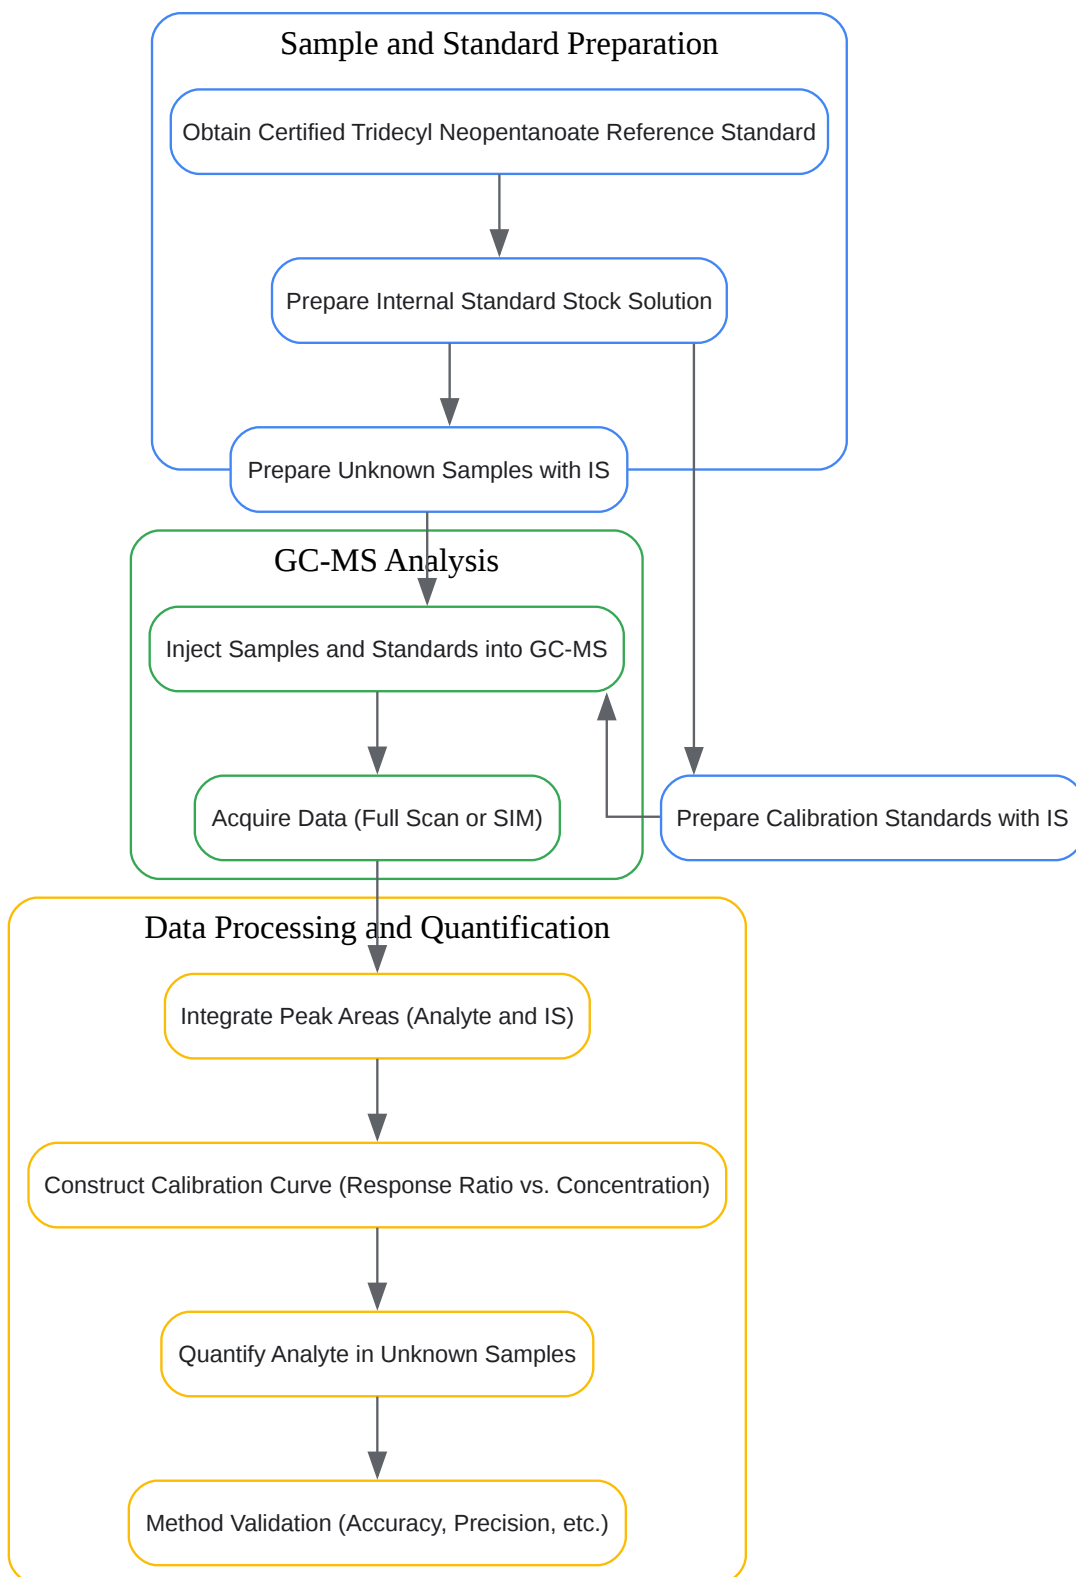 Sample and Standard Preparation
Obtain Certified Tridecyl Neopentanoate Reference Standard
Prepare Internal Standard Stock Solution
Prepare Unknown Samples with IS
GC-MS Analysis
Inject Samples and Standards into GC-MS
Acquire Data (Full Scan or SIM)
Prepare Calibration Standards with IS
Data Processing and Quantification
Integrate Peak Areas (Analyte and IS)
Construct Calibration Curve (Response Ratio vs. Concentration)
Quantify Analyte in Unknown Samples
Method Validation (Accuracy, Precision, etc.)